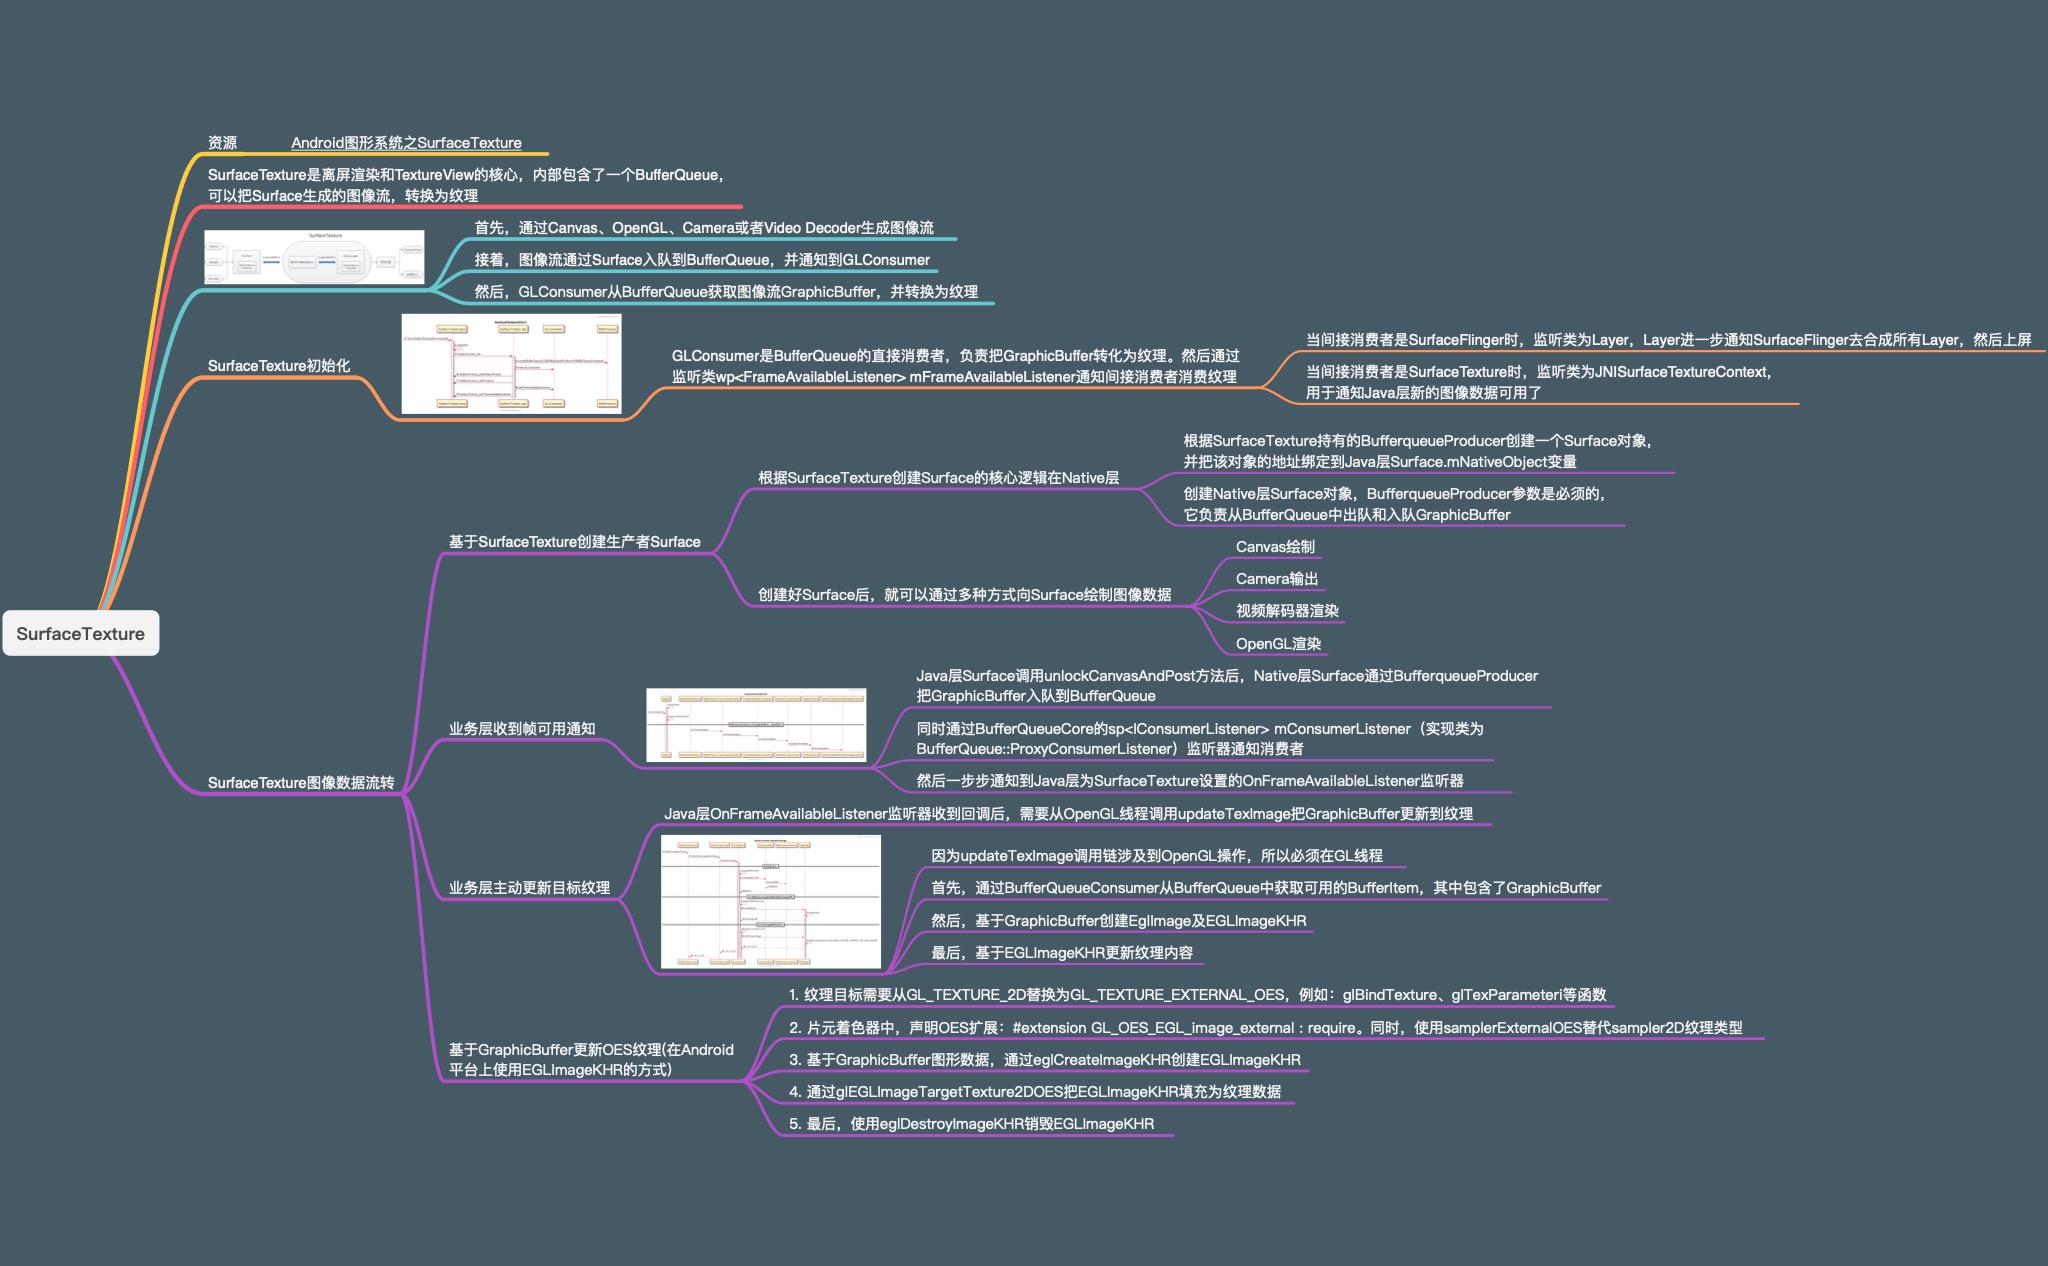 资源
Android图形系统之SurfaceTexture
SurfaceTexture是离屏渲染和TextureView的核心，内部包含了一个BufferQueue，
可以把Surface生成的图像流，转换为纹理
SurfaceTexture
首先，通过Canvas、OpenGL、Camera或者Video Decoder生成图像流
接着，图像流通过Surface入队到BufferQueue，并通知到GLConsumer
然后，GLConsumer从BufferQueue获取图像流GraphicBuffer，并转换为纹理
SurfaceTexture初始化
GLConsumer是BufferQueue的直接消费者，负责把GraphicBuffer转化为纹理。然后通过
监听类wp<FrameAvailableListener> mFrameAvailableListener通知间接消费者消费纹理
当间接消费者是SurfaceFlinger时，监听类为Layer，Layer进一步通知SurfaceFlinger去合成所有Layer，然后上屏
当间接消费者是SurfaceTexture时，监听类为JNISurfaceTextureContext，
用于通知Java层新的图像数据可用了
SurfaceTexture
SurfaceTexture图像数据流转
基于SurfaceTexture创建生产者Surface
根据SurfaceTexture创建Surface的核心逻辑在Native层
根据SurfaceTexture持有的BufferqueueProducer创建一个Surface对象，
并把该对象的地址绑定到Java层Surface.mNativeObject变量
创建Native层Surface对象，BufferqueueProducer参数是必须的，
它负责从BufferQueue中出队和入队GraphicBuffer
创建好Surface后，就可以通过多种方式向Surface绘制图像数据
Canvas绘制
Camera输出
视频解码器渲染
OpenGL渲染
业务层收到帧可用通知
Java层Surface调用unlockCanvasAndPost方法后，Native层Surface通过BufferqueueProducer
把GraphicBuffer入队到BufferQueue
同时通过BufferQueueCore的sp<IConsumerListener> mConsumerListener（实现类为
BufferQueue::ProxyConsumerListener）监听器通知消费者
然后一步步通知到Java层为SurfaceTexture设置的OnFrameAvailableListener监听器
业务层主动更新目标纹理
Java层OnFrameAvailableListener监听器收到回调后，需要从OpenGL线程调用updateTexImage把GraphicBuffer更新到纹理
因为updateTexImage调用链涉及到OpenGL操作，所以必须在GL线程
首先，通过BufferQueueConsumer从BufferQueue中获取可用的BufferItem，其中包含了GraphicBuffer
然后，基于GraphicBuffer创建EglImage及EGLImageKHR
最后，基于EGLImageKHR更新纹理内容
基于GraphicBuffer更新OES纹理(在Android
平台上使用EGLImageKHR的方式)
1. 纹理目标需要从GL_TEXTURE_2D替换为GL_TEXTURE_EXTERNAL_OES，例如：glBindTexture、glTexParameteri等函数
2. 片元着色器中，声明OES扩展：#extension GL_OES_EGL_image_external : require。同时，使用samplerExternalOES替代sampler2D纹理类型
3. 基于GraphicBuffer图形数据，通过eglCreateImageKHR创建EGLImageKHR
4. 通过glEGLImageTargetTexture2DOES把EGLImageKHR填充为纹理数据
5. 最后，使用eglDestroyImageKHR销毁EGLImageKHR